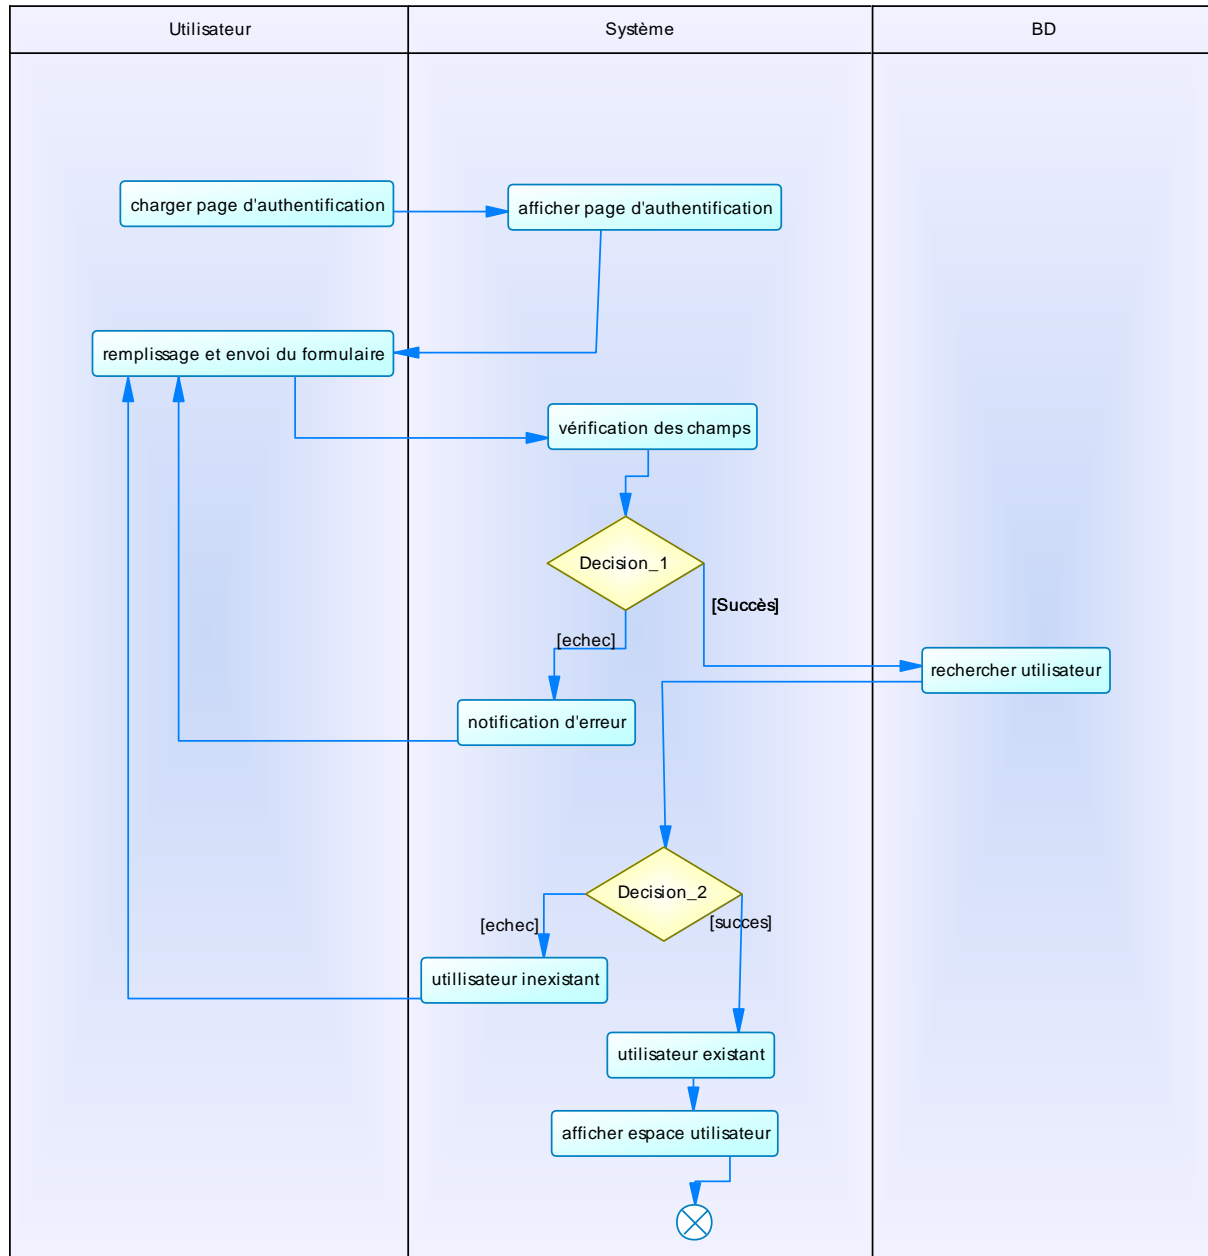 Utilisateur
Système
BD
charger page d'authentification
afficher page d'authentification
remplissage et envoi du formulaire
vérification des champs
Decision_1
[Succès]
[echec]
rechercher utilisateur
notification d'erreur
Decision_2
[echec]
[succes]
utillisateur inexistant
utilisateur existant
afficher espace utilisateur